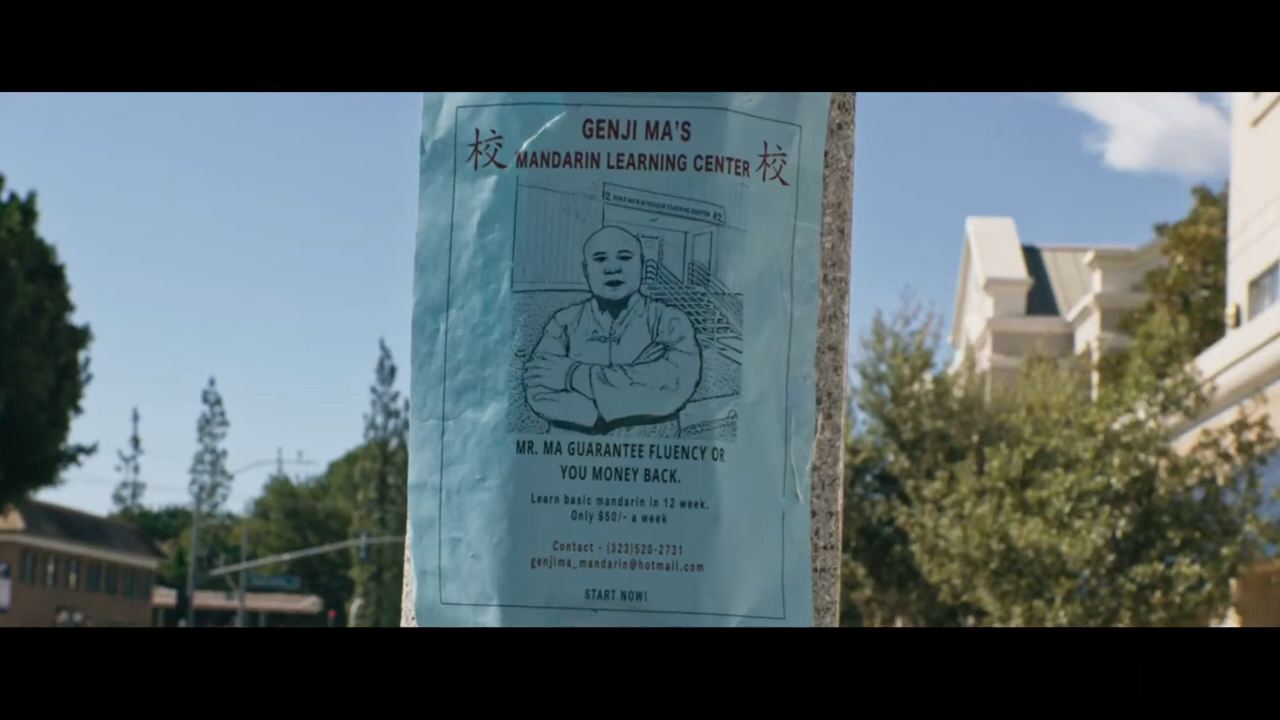 GENJI MA'S
校 MANDARIN LEARNING CENTER 校
MR. MA GUARANTEE FLUENCY OR
YOU MONEY BACK.
Learn basic mandarin in 12 week.
Only $50/- a week
Contact - (323)520-2731
genjima_mandarin@hotmail.com
START NOW!